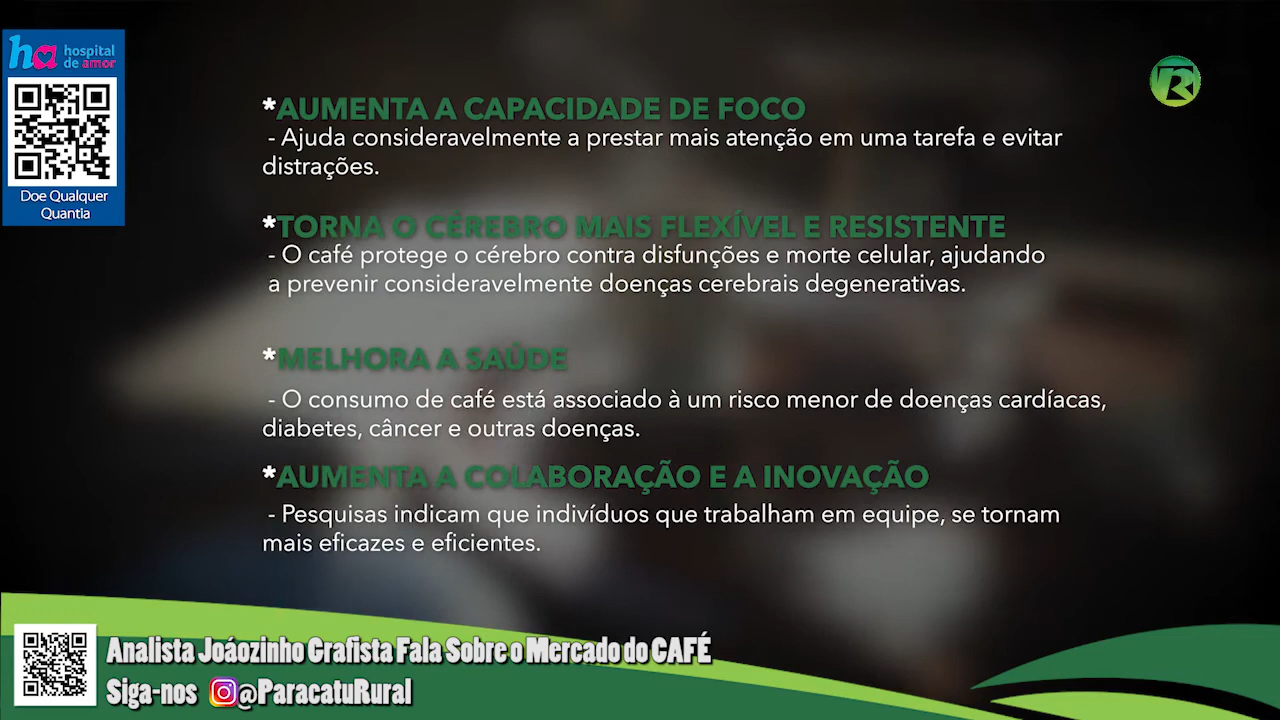 ha hospital
de amor
Doe Qualquer
Quantia
R
*AUMENTA A CAPACIDADE DE FOCO
- Ajuda consideravelmente a prestar mais atenção em uma tarefa e evitar
distrações.
*TORNA O CÉREBRO MAIS FLEXÍVEL E RESISTENTE
- O café protege o cérebro contra disfunções e morte celular, ajudando
a prevenir consideravelmente doenças cerebrais degenerativas.
*MELHORA A SAÚDE
- O consumo de café está associado à um risco menor de doenças cardíacas,
diabetes, câncer e outras doenças.
*AUMENTA A COLABORAÇÃO E A INOVAÇÃO
- Pesquisas indicam que indivíduos que trabalham em equipe, se tornam
mais eficazes e eficientes.
Analista Joáozinho Grafista Fala Sobre o Mercado do CAFÉ
Siga-nos @ParacatuRural